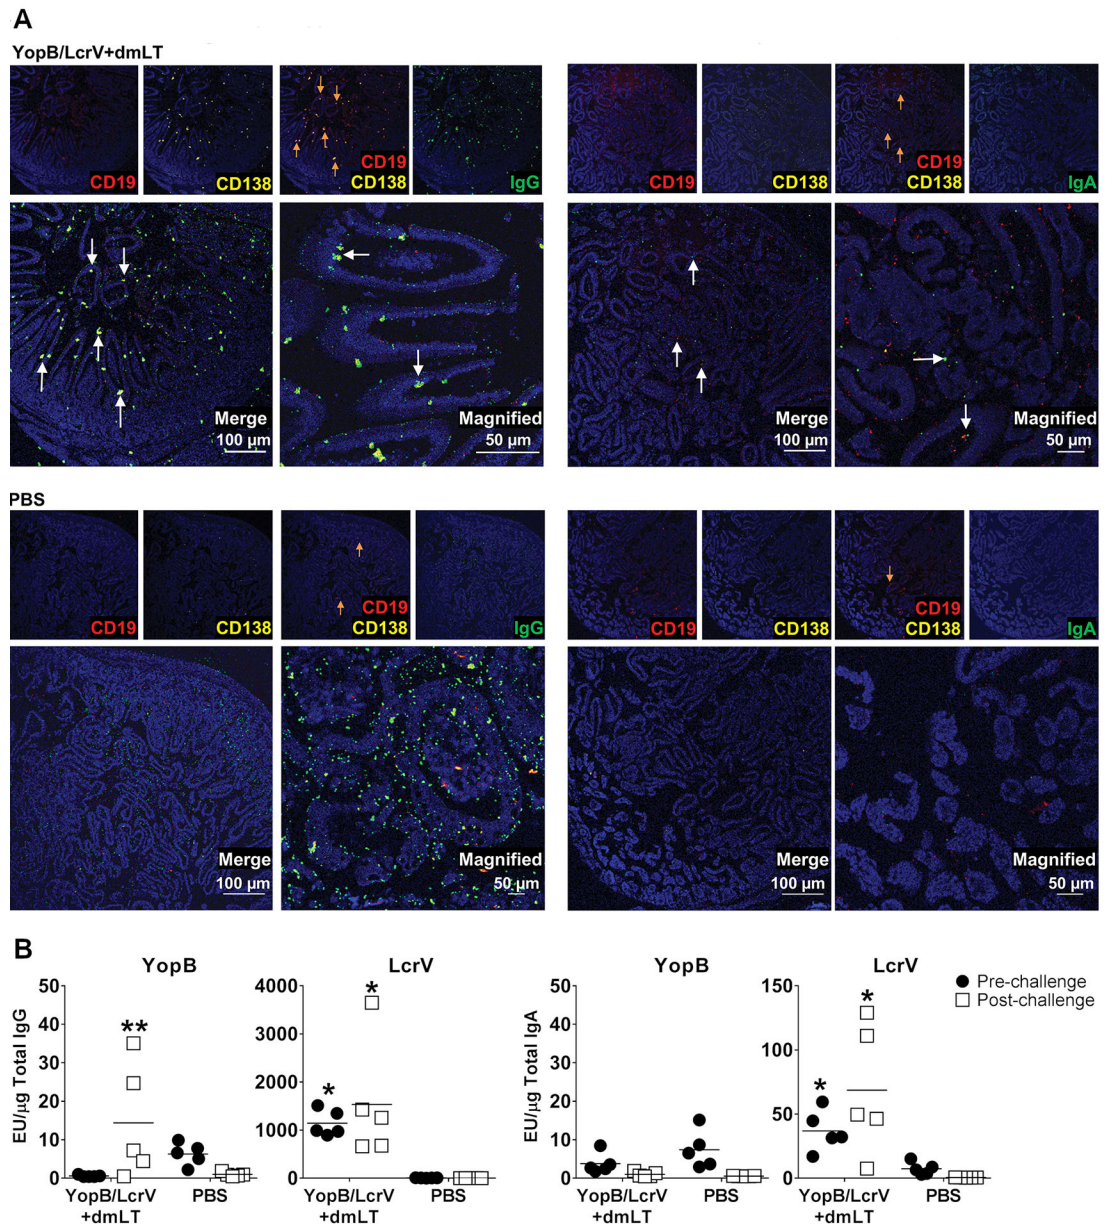 A
YopB/LcrV+dmLT
CD19
CD138
CD19
CD138
IgG
CD19
CD138
CD19
CD138
IgA
Merge
100 µm
Magnified
50 µm
Merge
100 µm
Magnified
50 µm
PBS
CD19
CD138
CD19
CD138
IgG
CD19
CD138
CD19
CD138
IgA
Merge
100 µm
Magnified
50 µm
Merge
100 µm
Magnified
50 µm
B
YopB
EU/µg Total IgG
50
40
30
20
10
0
**
YopB/LcrV
+dmLT
PBS
LcrV
4000
3000
2000
1500
1000
500
0
*
*
YopB/LcrV
+dmLT
PBS
YopB
EU/µg Total IgA
50
40
30
20
10
0
YopB/LcrV
+dmLT
PBS
LcrV
150
100
50
0
*
*
YopB/LcrV
+dmLT
PBS
Pre-challenge
Post-challenge